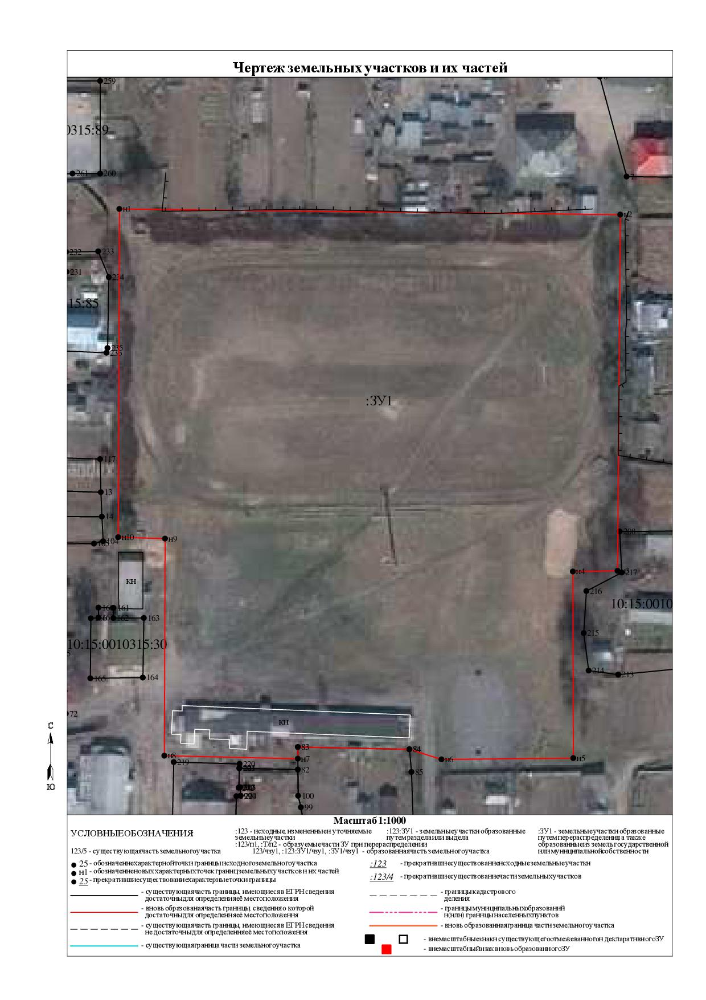 Чертеж земельных участков и их частей
259
0315:89
261
260
7
н1
н2
232
233
231
234
15:85
235
236
:ЗУ1
117
13
14
208
104
н10
н9
н4
н3
217
кн
216
10:15:0010
161
162
163
215
10:15:0010315:30
214
213
165
164
72
С
кн
83
84
н8
н7
н6
н5
219
220
82
85
Ю
100
99
Масштаб 1:1000
УСЛОВНЫЕ ОБОЗНАЧЕНИЯ
:123 - исходные, измененные и уточняемые земельные участки
:123:ЗУ1 - земельные участки образованные путем раздела или выдела
:ЗУ1 - земельные участки образованные путем перераспределения, а также образованные из земель государственной или муниципальной собственности
:123/п1, :Т/п2 - образуемые части ЗУ при перераспределении
123/5 - существующая часть земельного участка
123/чзу1, :123:ЗУ1/чзу1, :ЗУ1/чзу1 - образованная часть земельного участка
25 - обозначение характерной точки границы исходного земельного участка
н1 - обозначение новых характерных точек границ земельных участков и их частей
25 - прекратившие существование характерные точки границы
:123 - прекратившие существование исходные земельные участки
:123/4 - прекратившие существование части земельных участков
- существующая часть границы, имеющиеся в ЕГРН сведения
достаточны для определения её местоположения
- вновь образованая часть границы, сведения о которой
достаточны для определения её местоположения
- существующая часть границы, имеющиеся в ЕГРН сведения
не достаточны для определения её местоположения
- существующая граница части земельного участка
- границы кадастрового
деления
- границы муниципальных образований
и (или) границы населенных пунктов
- вновь образованная граница части земельного участка
- внемасштабные знаки существующего отмежеванного и декларативного ЗУ
- внемасштабный знак вновь образованного ЗУ